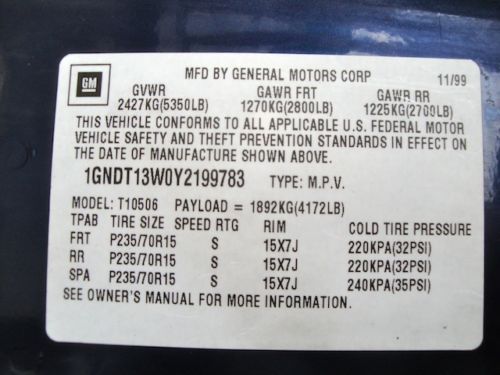 GM
MFD BY GENERAL MOTORS CORP 11/99
GVWR GAWR FRT GAWR RR
2427KG(5350LB) 1270KG(2800LB) 1225KG(2700LB)
THIS VEHICLE CONFORMS TO ALL APPLICABLE U.S. FEDERAL MOTOR
VEHICLE SAFETY AND THEFT PREVENTION STANDARDS IN EFFECT ON
THE DATE OF MANUFACTURE SHOWN ABOVE.
1GNDT13W0Y2199783 TYPE: M.P.V.
MODEL: T10506 PAYLOAD = 1892KG(4172LB)
TPAB TIRE SIZE SPEED RTG RIM COLD TIRE PRESSURE
FRT P235/70R15 S 15X7J 220KPA(32PSI)
RR P235/70R15 S 15X7J 220KPA(32PSI)
SPA P235/70R15 S 15X7J 240KPA(35PSI)
SEE OWNER'S MANUAL FOR MORE INFORMATION.